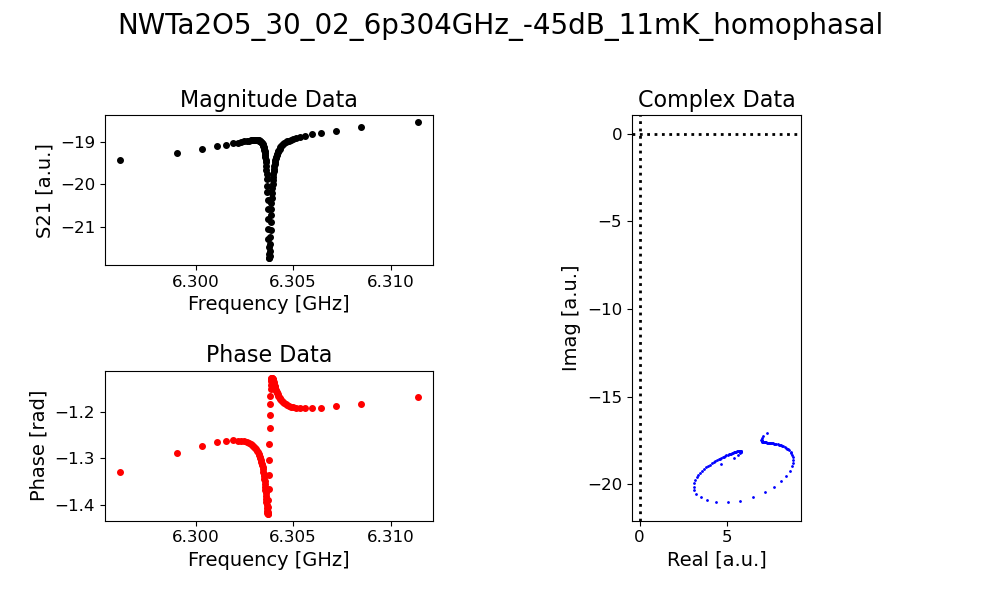 NWTa2O5_30_02_6p304GHz_-45dB_11mK_homophasal
Magnitude Data
S21 [a.u.]
−19
−20
−21
6.300 6.305 6.310
Frequency [GHz]
Phase Data
Phase [rad]
−1.2
−1.3
−1.4
6.300 6.305 6.310
Frequency [GHz]
Complex Data
Imag [a.u.]
0
−5
−10
−15
−20
0 5
Real [a.u.]